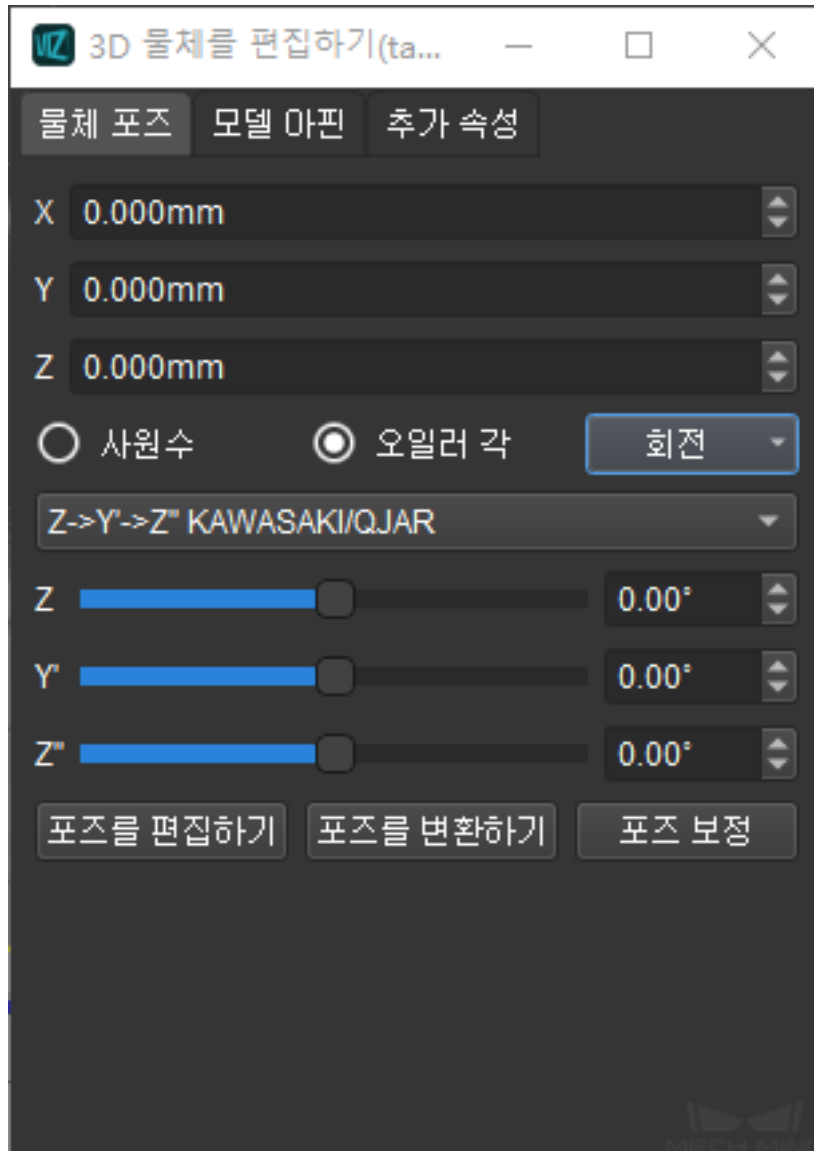 VIZ 3D 물체를 편집하기(ta...
물체 포즈 모델 아핀 추가 속성
X 0.000mm
Y 0.000mm
Z 0.000mm
사원수 오일러 각 회전
Z->Y'->Z'' KAWASAKI/QJAR
Z 0.00°
Y' 0.00°
Z'' 0.00°
포즈를 편집하기 포즈를 변환하기 포즈 보정
MECH MIND